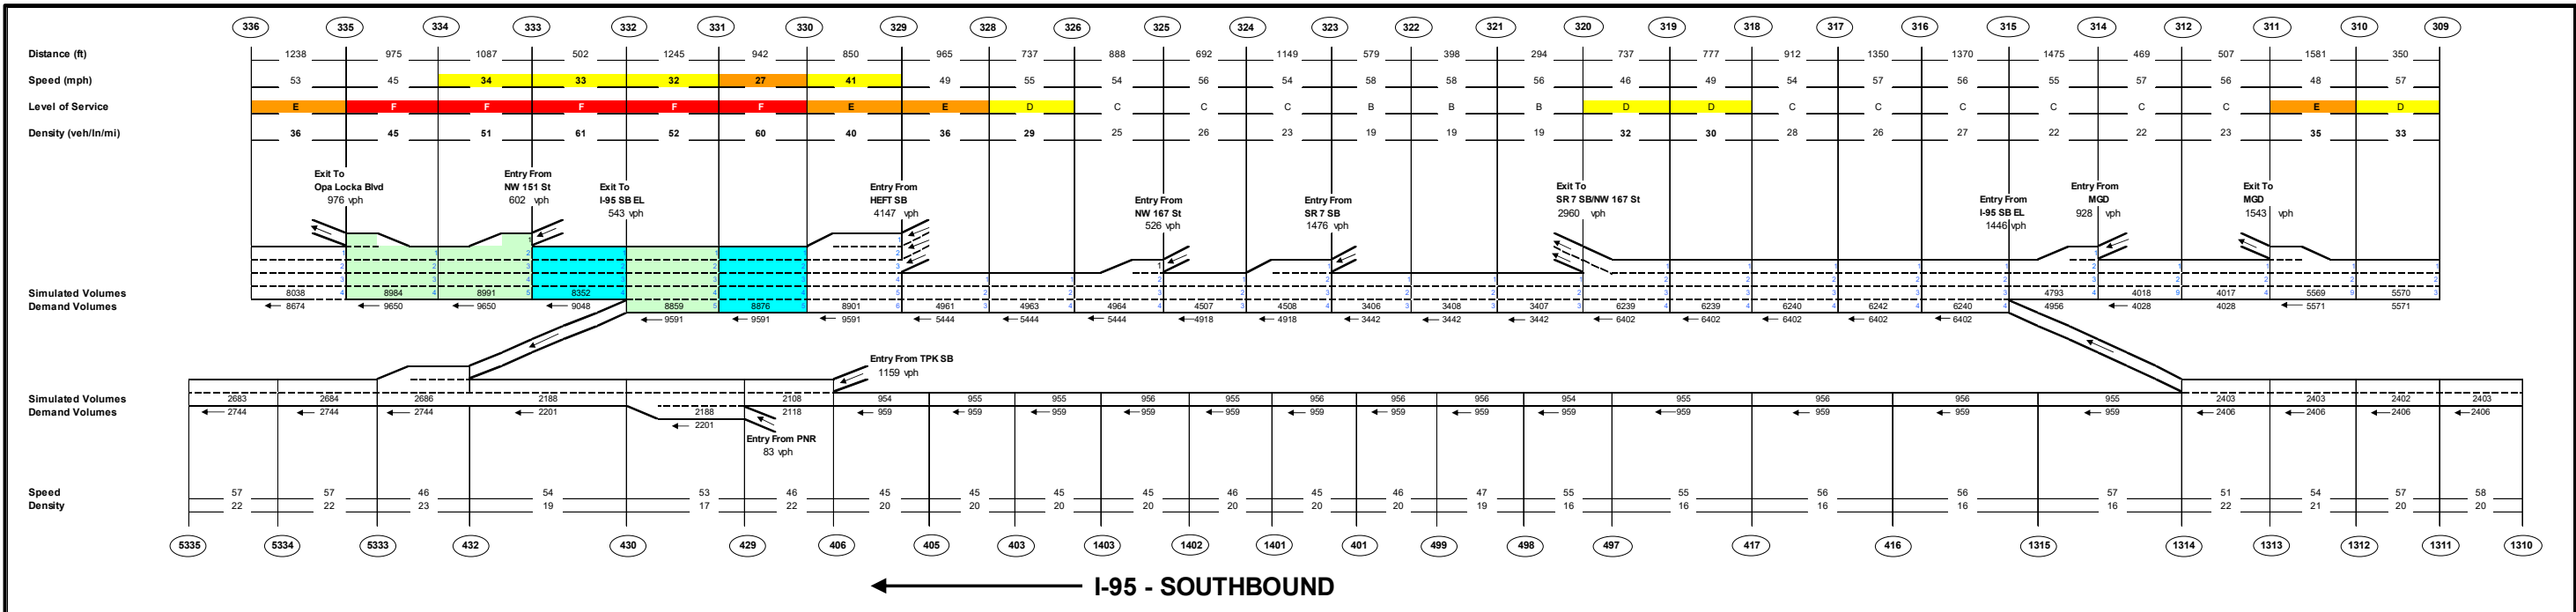 336 335 334 333 332 331 330 329 328 326 325 324 323 322 321 320 319 318 317 316 315 314 312 311 310 309
Distance (ft) 1238 975 1087 502 1245 942 850 965 737 888 692 1149 579 398 294 737 777 912 1350 1370 1475 469 507 1581 350
Speed (mph) 53 45 34 33 32 27 41 49 55 54 56 54 58 58 56 46 49 54 57 56 55 57 56 48 57
Level of Service E F F F F F E E D C C C B B B D D C C C C C C E D
Density (veh/ln/mi) 36 45 51 61 52 60 40 36 29 25 26 23 19 19 19 32 30 28 26 27 22 22 23 35 33
Exit To
Opa Locka Blvd
976 vph
Entry From
NW 151 St
602 vph
Exit To
I-95 SB EL
543 vph
Entry From
HEFT SB
4147 vph
Entry From
NW 167 St
526 vph
Entry From
SR 7 SB
1476 vph
Exit To
SR 7 SB/NW 167 St
2960 vph
Entry From
I-95 SB EL
1446 vph
Entry From
MGD
928 vph
Exit To
MGD
1543 vph
Simulated Volumes 8038 8984 8991 8352 8859 8876 8901 4961 4963 4964 4507 4508 3406 3408 3407 6239 6239 6240 6242 6240 4793 4018 4017 5569 5570
Demand Volumes 8674 9650 9650 9048 9591 9591 9591 5444 5444 5444 4918 4918 3442 3442 3442 6402 6402 6402 6402 6402 4956 4028 4028 5571 5571
Entry From TPK SB
1159 vph
Simulated Volumes 2683 2684 2686 2188 2188 2108 954 955 955 956 955 956 956 956 954 955 956 956 955 2403 2403 2402 2403
Demand Volumes 2744 2744 2744 2201 2201 2118 959 959 959 959 959 959 959 959 959 959 959 959 959 2406 2406 2406 2406
Entry From PNR
83 vph
Speed 57 57 46 54 53 46 45 45 45 45 46 45 46 47 55 55 56 56 57 51 54 57 58
Density 22 22 23 19 17 22 20 20 20 20 20 20 20 19 16 16 16 16 16 22 21 20 20
5335 5334 5333 432 430 429 406 405 403 1403 1402 1401 401 499 498 497 417 416 1315 1314 1313 1312 1311 1310
I-95 - SOUTHBOUND